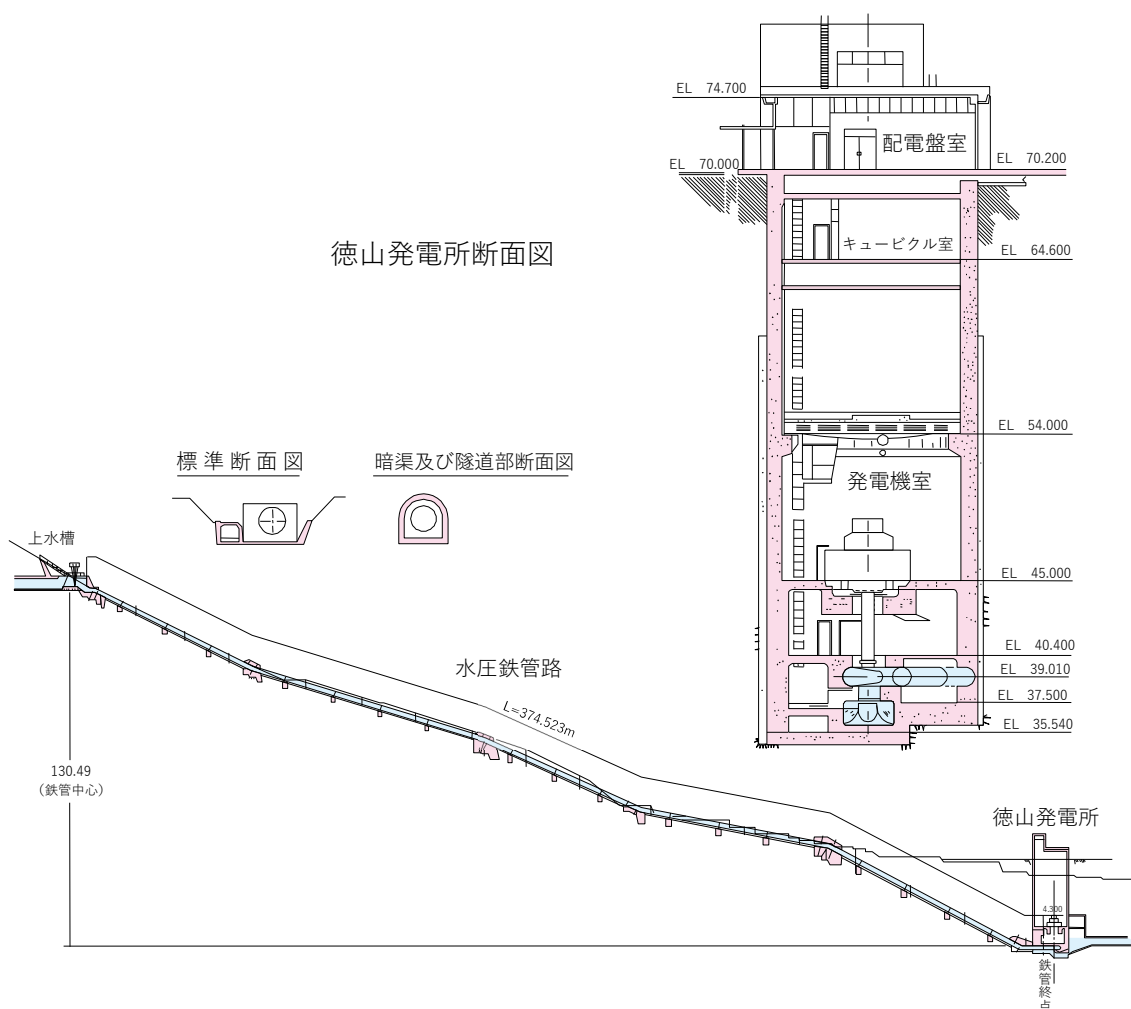 EL 74.700
配電盤室
EL 70.000
EL 70.200
徳山発電所断面図
キュービクル室
EL 64.600
EL 54.000
標準断面図
暗渠及び隧道部断面図
発電機室
上水槽
EL 45.000
水圧鉄管路
EL 40.400
EL 39.010
EL 37.500
EL 35.540
L=374.523m
130.49
(鉄管中心)
徳山発電所
4.300
鉄管終点